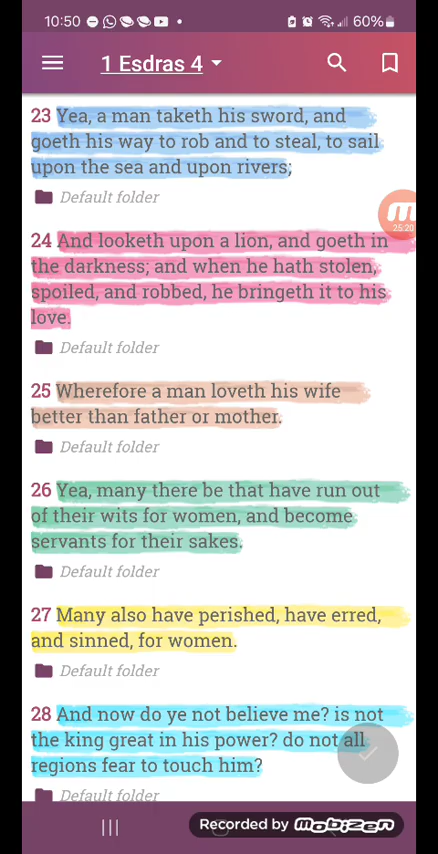 10:50
60%
1 Esdras 4
23 Yea, a man taketh his sword, and
goeth his way to rob and to steal, to sail
upon the sea and upon rivers;
Default folder
25:20
24 And looketh upon a lion, and goeth in
the darkness; and when he hath stolen,
spoiled, and robbed, he bringeth it to his
love.
Default folder
25 Wherefore a man loveth his wife
better than father or mother.
Default folder
26 Yea, many there be that have run out
of their wits for women, and become
servants for their sakes.
Default folder
27 Many also have perished, have erred,
and sinned, for women.
Default folder
28 And now do ye not believe me? is not
the king great in his power? do not all
regions fear to touch him?
Default folder
Recorded by mobizen